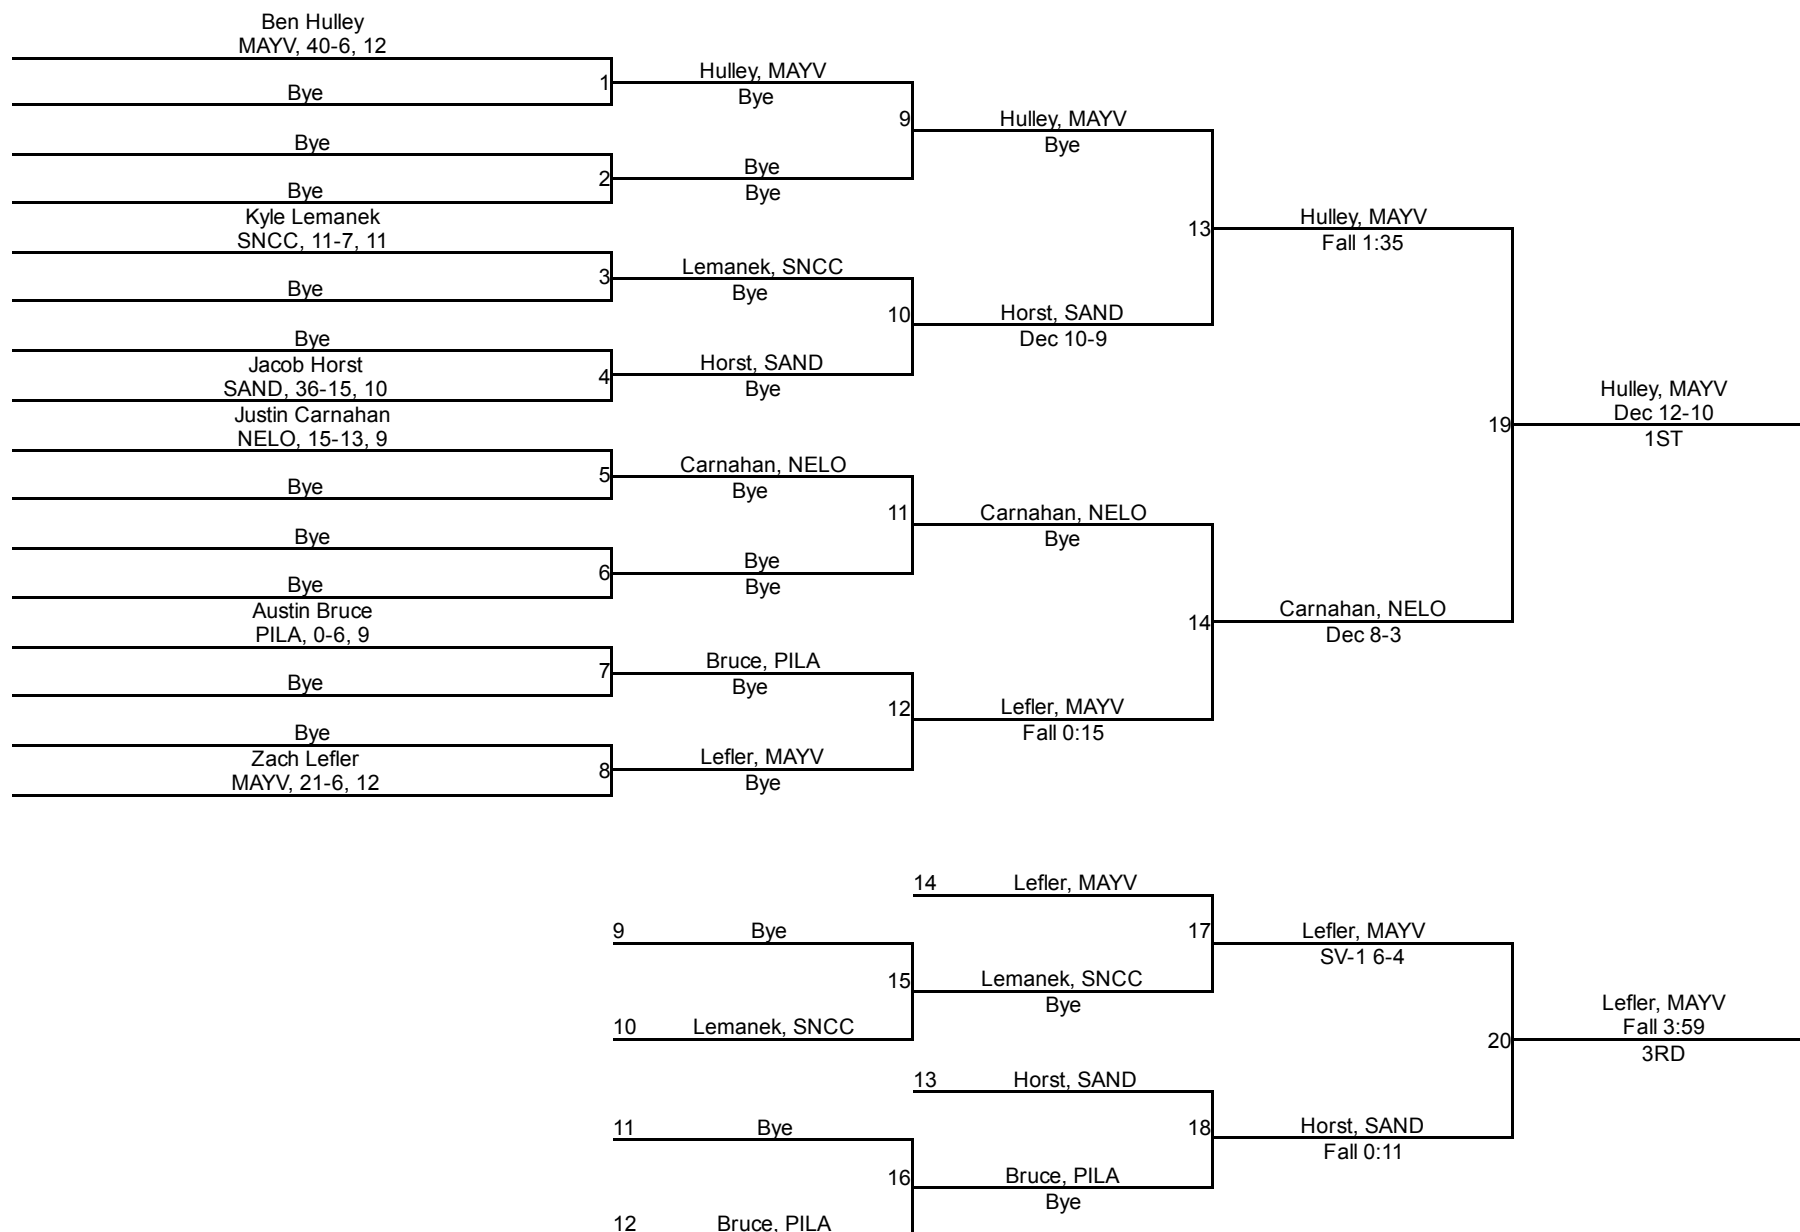 Ben Hulley
MAYV, 40-6, 12
Bye
1
Hulley, MAYV
Bye
9
Hulley, MAYV
Bye
Bye
Bye
2
Bye
Bye
13
Hulley, MAYV
Fall 1:35
Kyle Lemanek
SNCC, 11-7, 11
Bye
3
Lemanek, SNCC
Bye
10
Horst, SAND
Dec 10-9
Bye
Jacob Horst
SAND, 36-15, 10
4
Horst, SAND
Bye
19
Hulley, MAYV
Dec 12-10
1ST
Justin Carnahan
NELO, 15-13, 9
Bye
5
Carnahan, NELO
Bye
11
Carnahan, NELO
Bye
Bye
Bye
6
Bye
Bye
14
Carnahan, NELO
Dec 8-3
Austin Bruce
PILA, 0-6, 9
Bye
7
Bruce, PILA
Bye
12
Lefler, MAYV
Fall 0:15
Bye
Zach Lefler
MAYV, 21-6, 12
8
Lefler, MAYV
Bye
14 Lefler, MAYV
9 Bye
17
Lefler, MAYV
SV-1 6-4
15
Lemanek, SNCC
Bye
10 Lemanek, SNCC
20
Lefler, MAYV
Fall 3:59
3RD
13 Horst, SAND
11 Bye
18
Horst, SAND
Fall 0:11
16
Bruce, PILA
Bye
12 Bruce, PILA